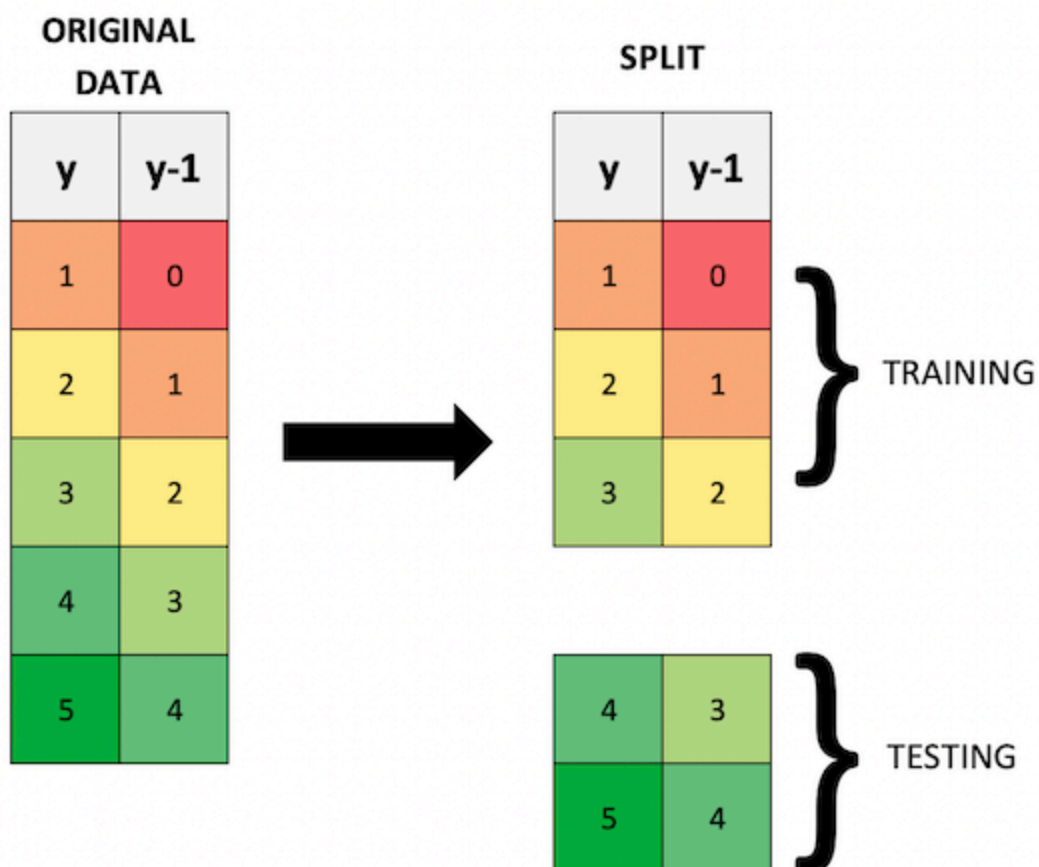 ORIGINAL
DATA
y y-1
1 0
2 1
3 2
4 3
5 4
SPLIT
y y-1
1 0
2 1
3 2
TRAINING
4 3
5 4
TESTING